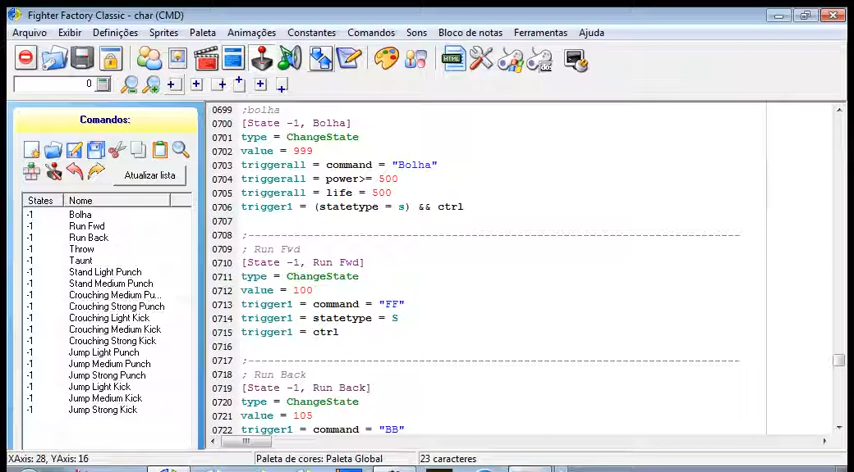 Fighter Factory Classic - char (CMD)
Arquivo Exibir Definições Sprites Paleta Animações Constantes Comandos Sons Bloco de notas Ferramentas Ajuda
0
Comandos:
Atualizar lista
States Nome
-1 Bolha
-1 Run Fwd
-1 Run Back
-1 Throw
-1 Taunt
-1 Stand Light Punch
-1 Stand Medium Punch
-1 Crouching Medium Pu...
-1 Crouching Strong Punch
-1 Crouching Light Kick
-1 Crouching Medium Kick
-1 Crouching Strong Kick
-1 Jump Light Punch
-1 Jump Medium Punch
-1 Jump Strong Punch
-1 Jump Light Kick
-1 Jump Medium Kick
-1 Jump Strong Kick
0699 ;bolha
0700 [State -1, Bolha]
0701 type = ChangeState
0702 value = 999
0703 triggerall = command = "Bolha"
0704 triggerall = power>= 500
0705 triggerall = life = 500
0706 trigger1 = (statetype = s) && ctrl
0707
0708 ;---------------------------------------------------------------------------
0709 ; Run Fwd
0710 [State -1, Run Fwd]
0711 type = ChangeState
0712 value = 100
0713 trigger1 = command = "FF"
0714 trigger1 = statetype = S
0715 trigger1 = ctrl
0716
0717 ;---------------------------------------------------------------------------
0718 ; Run Back
0719 [State -1, Run Back]
0720 type = ChangeState
0721 value = 105
0722 trigger1 = command = "BB"
XAxis: 28, YAxis: 16 Paleta de cores: Paleta Global 23 caracteres